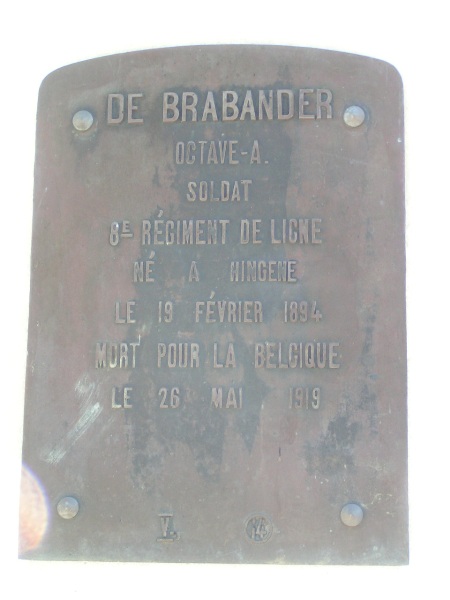 DE BRABANDER
OCTAVE-A.
SOLDAT
8E RÉGIMENT DE LIGNE
NÉ A HINGENE
LE 19 FÉVRIER 1894
MORT POUR LA BELGIQUE
LE 26 MAI 1919
V.